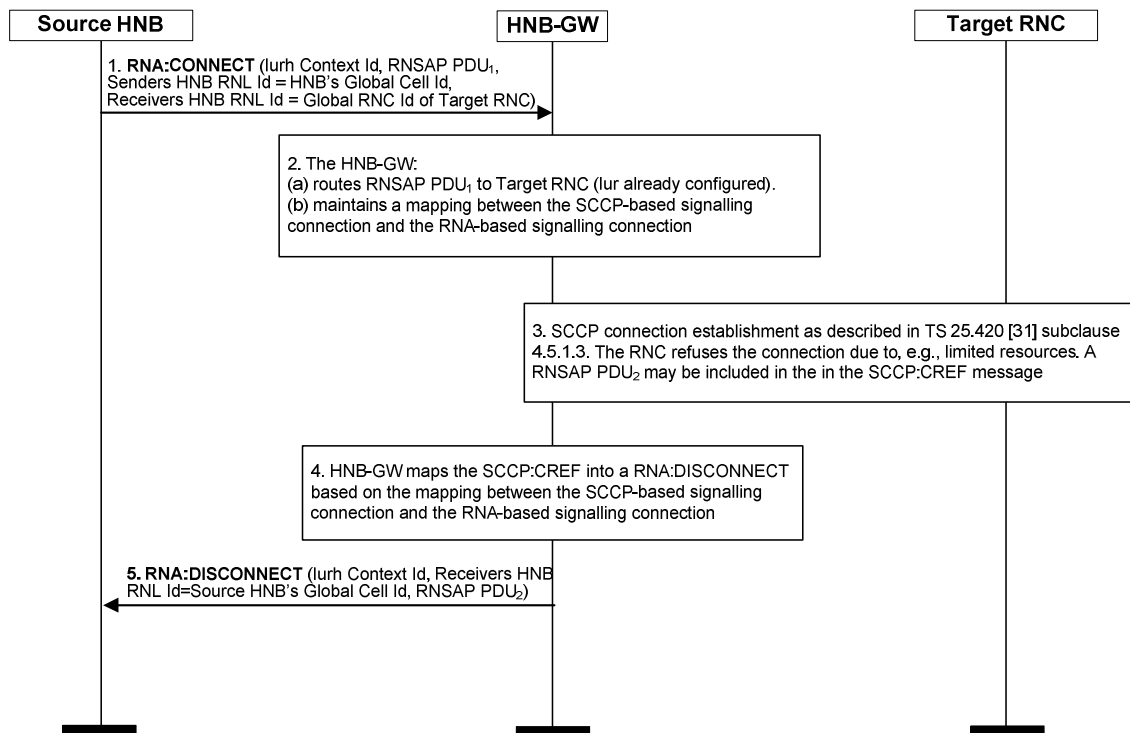 Source HNB
HNB-GW
Target RNC
1. RNA:CONNECT (Iurh Context Id, RNSAP PDU₁,
Senders HNB RNL Id = HNB's Global Cell Id,
Receivers HNB RNL Id = Global RNC Id of Target RNC)
2. The HNB-GW:
(a) routes RNSAP PDU₁ to Target RNC (Iur already configured).
(b) maintains a mapping between the SCCP-based signalling
connection and the RNA-based signalling connection
3. SCCP connection establishment as described in TS 25.420 [31] subclause
4.5.1.3. The RNC refuses the connection due to, e.g., limited resources. A
RNSAP PDU₂ may be included in the in the SCCP:CREF message
4. HNB-GW maps the SCCP:CREF into a RNA:DISCONNECT
based on the mapping between the SCCP-based signalling
connection and the RNA-based signalling connection
5. RNA:DISCONNECT (Iurh Context Id, Receivers HNB
RNL Id=Source HNB's Global Cell Id, RNSAP PDU₂)